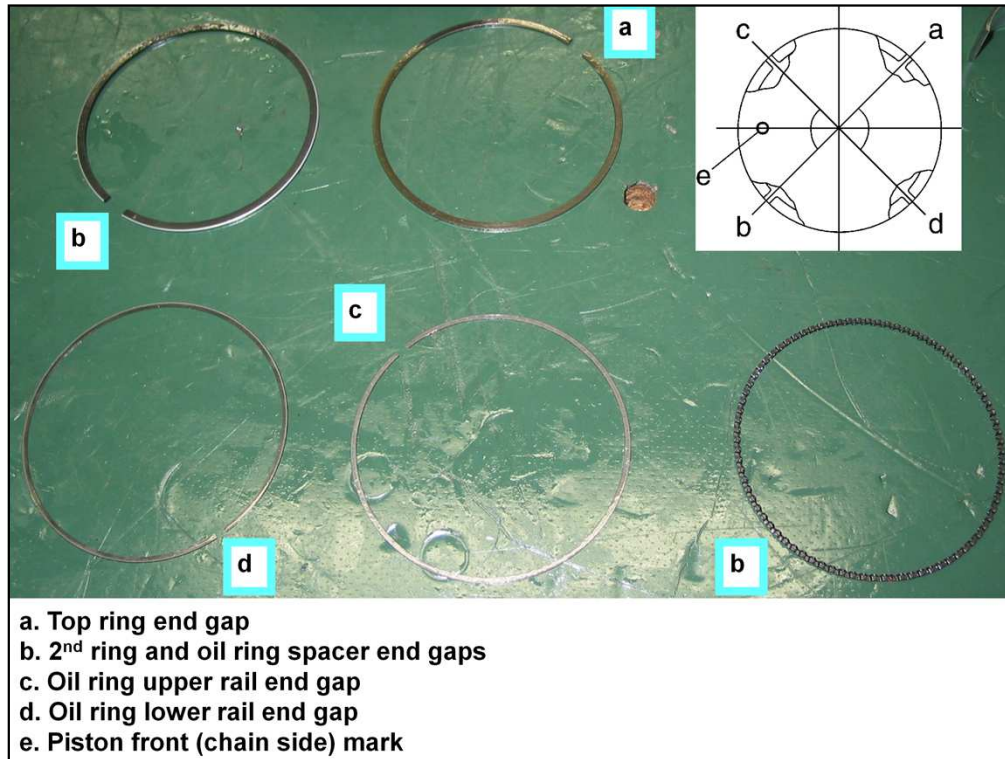 a
b
c
d
b
c
a
e
b
d
a. Top ring end gap
b. 2nd ring and oil ring spacer end gaps
c. Oil ring upper rail end gap
d. Oil ring lower rail end gap
e. Piston front (chain side) mark